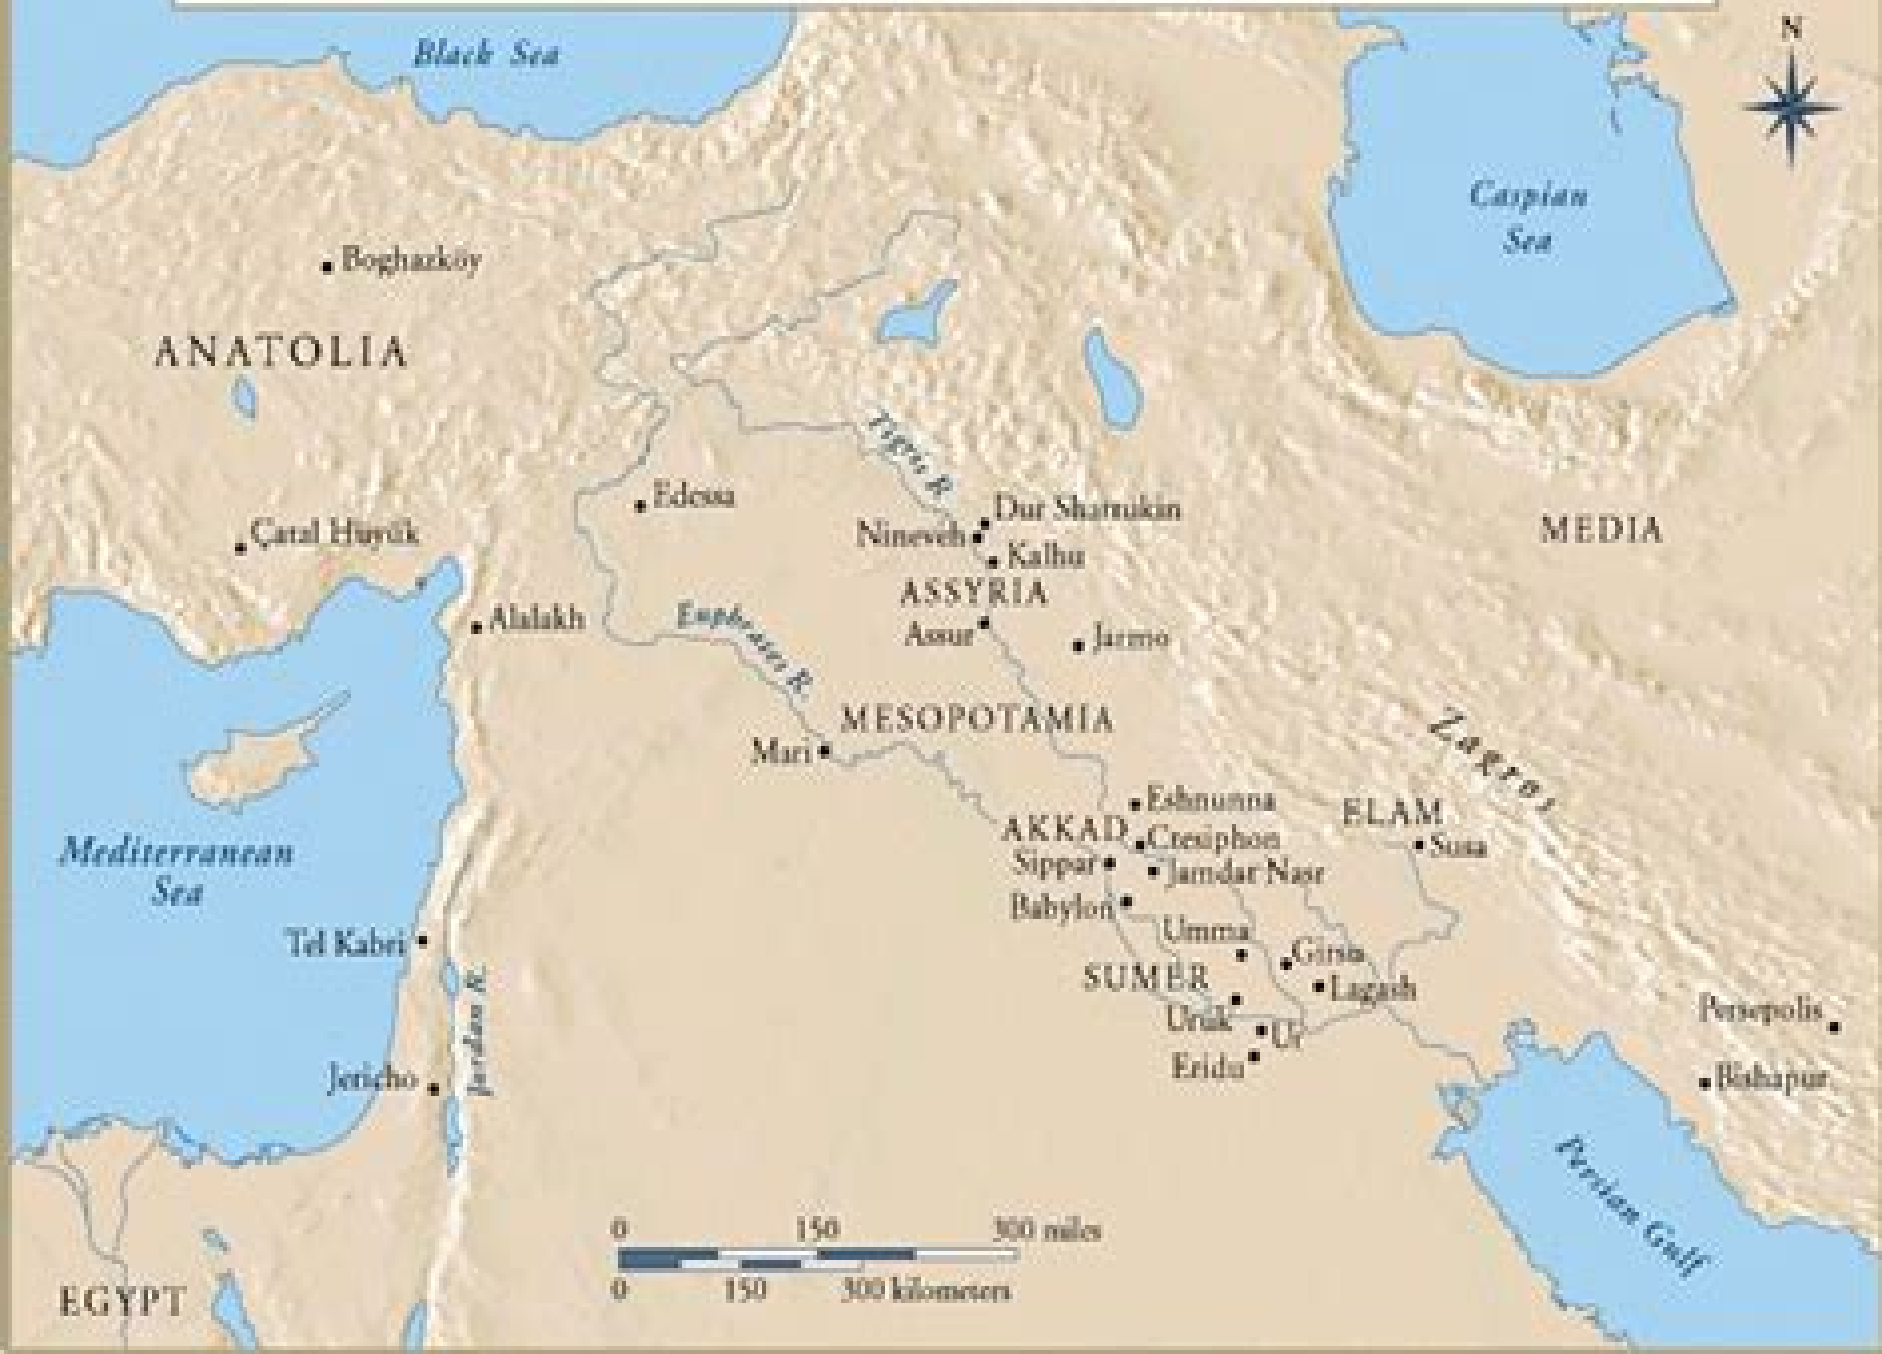 Black Sea
N
Caspian
Sea
Boghazköy
ANATOLIA
Tigris R.
Edessa
Dur Sharrukin
Nineveh
Kalhu
MEDIA
Çatal Hüyük
ASSYRIA
Alalakh
Euphrates R.
Assur
Jarmo
MESOPOTAMIA
Mari
Zagros
Eshnunna
ELAM
AKKAD
Ctesiphon
Susa
Sippar
Jamdar Nasr
Mediterranean
Sea
Babylon
Umma
Tel Kabri
Girsu
SUMER
Lagash
Jordan R.
Uruk
Ur
Persepolis
Eridu
Jericho
Bishapur
Persian Gulf
0 150 300 miles
0 150 300 kilometers
EGYPT